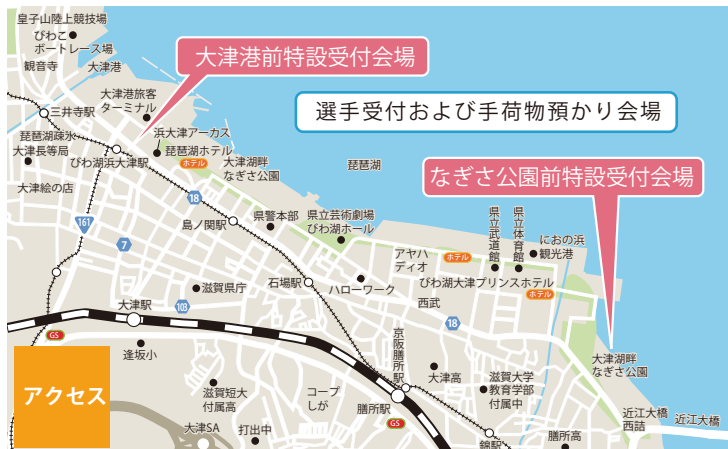 皇子山陸上競技場
びわこ
ボートレース場
観音寺
大津港
大津港前特設受付会場
大津港旅客
ターミナル
選手受付および手荷物預かり会場
三井寺駅
琵琶湖疎水
大津長等局
びわ湖浜大津駅
浜大津アーカス
琵琶湖ホテル
ホテル
大津湖畔
なぎさ公園
琵琶湖
なぎさ公園前特設受付会場
大津絵の店
18
161
7
島ノ関駅
県警本部
県立芸術劇場
びわ湖ホール
県立武道館
県立体育館
におの浜
観光港
アヤハ
ディオ
ホテル
びわ湖大津プリンスホテル
ホテル
滋賀県庁
石場駅
ハローワーク
西武
大津駅
103
18
GS
逢坂小
京阪膳所駅
大津湖畔
なぎさ公園
アクセス
滋賀短大
付属高
コープ
しが
大津高
滋賀大学
教育学部
付属中
膳所駅
GS
近江大橋
西詰
近江大橋
大津SA
打出中
錦駅
膳所高